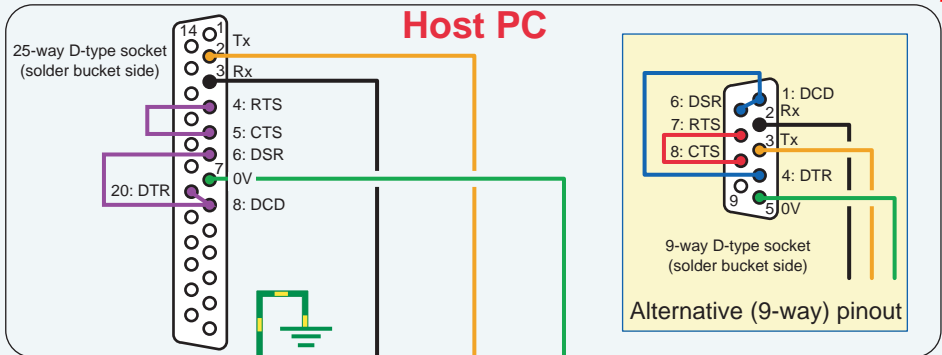 Host PC
25-way D-type socket
(solder bucket side)
14
1
2
Tx
3
Rx
4: RTS
5: CTS
6: DSR
7
0V
20: DTR
8: DCD
1: DCD
6: DSR
2
Rx
7: RTS
3
Tx
8: CTS
4: DTR
9
5
0V
9-way D-type socket
(solder bucket side)
Alternative (9-way) pinout